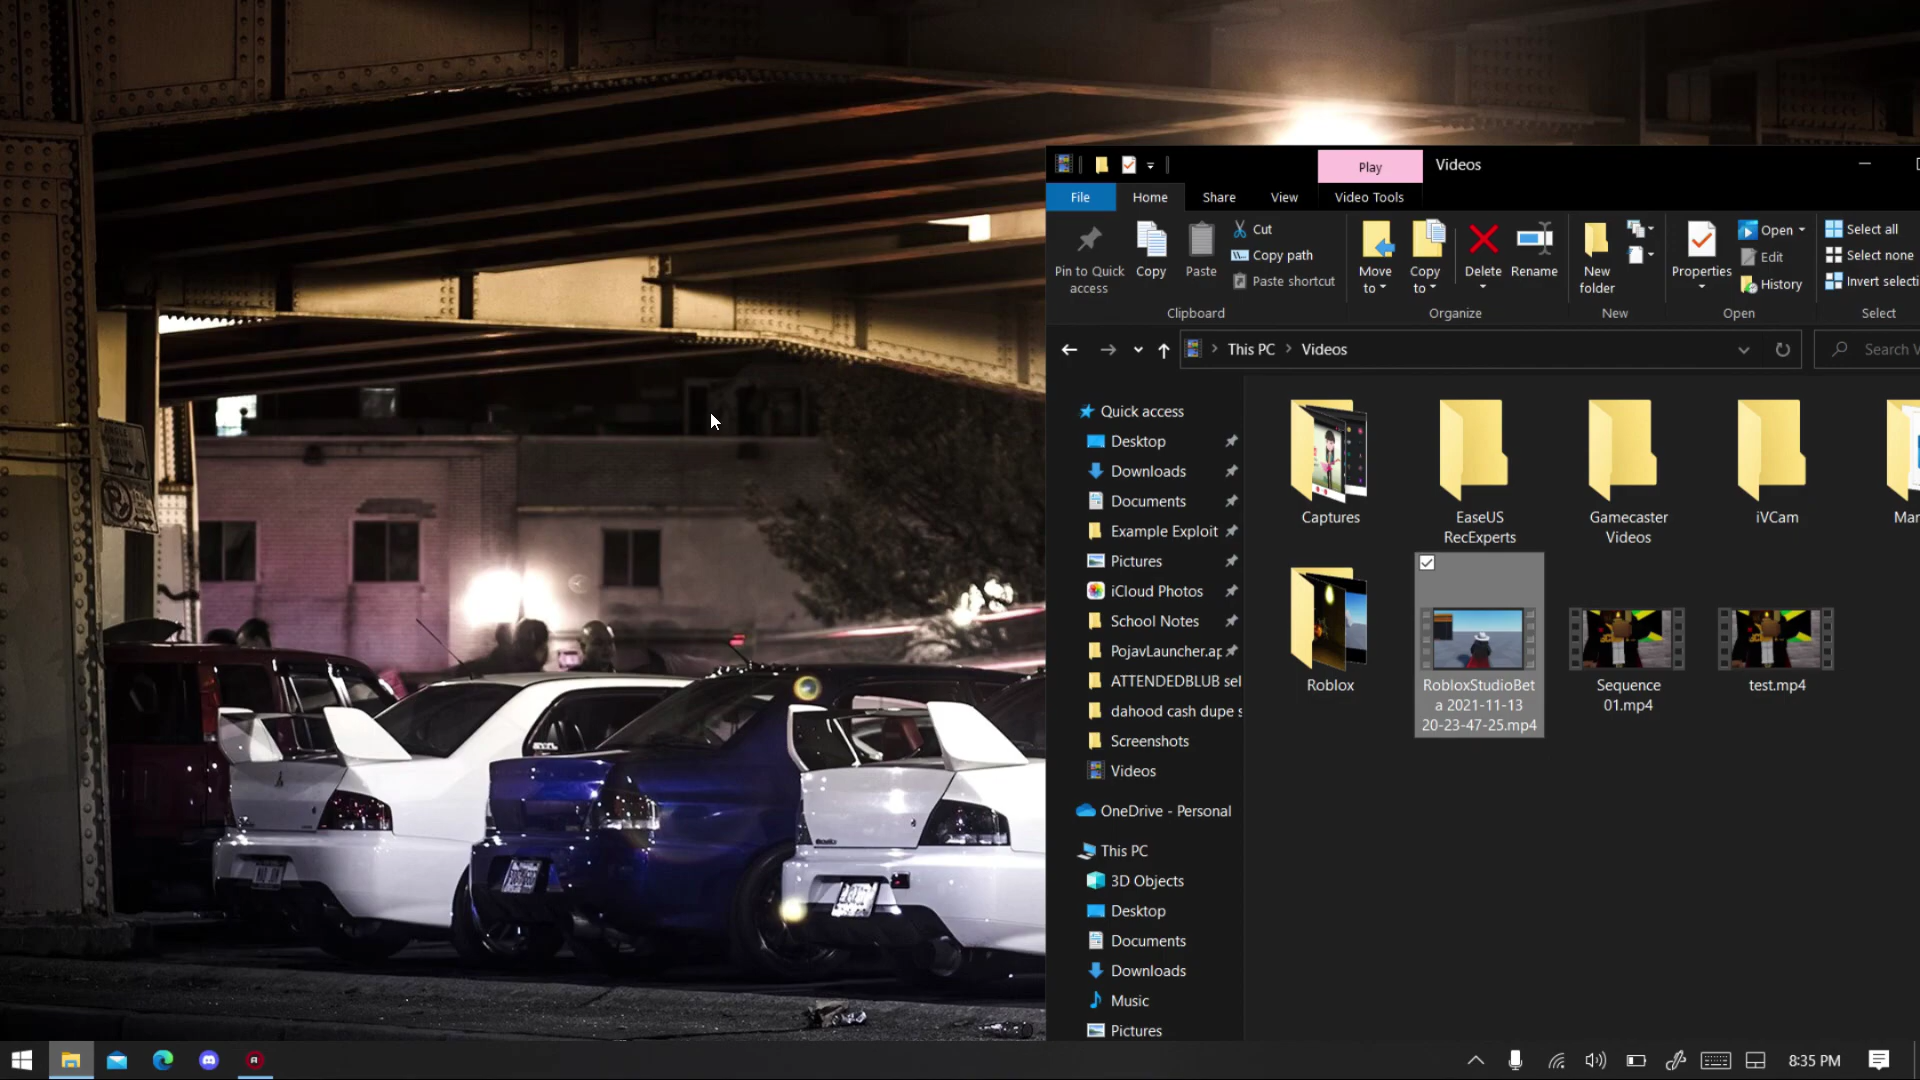 Play
Videos
File
Home
Share
View
Video Tools
Pin to Quick
access
Copy
Paste
Cut
Copy path
Paste shortcut
Clipboard
Move
to
Copy
to
Delete
Rename
Organize
New
folder
New
Properties
Open
Edit
History
Open
Select all
Select none
Invert selecti
Select
This PC
Videos
Search V
Quick access
Desktop
Downloads
Documents
Example Exploit
Pictures
iCloud Photos
School Notes
PojavLauncher.ap
ATTENDEDBLUB sel
dahood cash dupe s
Screenshots
Videos
OneDrive - Personal
This PC
3D Objects
Desktop
Documents
Downloads
Music
Pictures
Captures
EaseUS
RecExperts
Gamecaster
Videos
iVCam
Mar
Roblox
RobloxStudioBet
a 2021-11-13
20-23-47-25.mp4
Sequence
01.mp4
test.mp4
8:35 PM